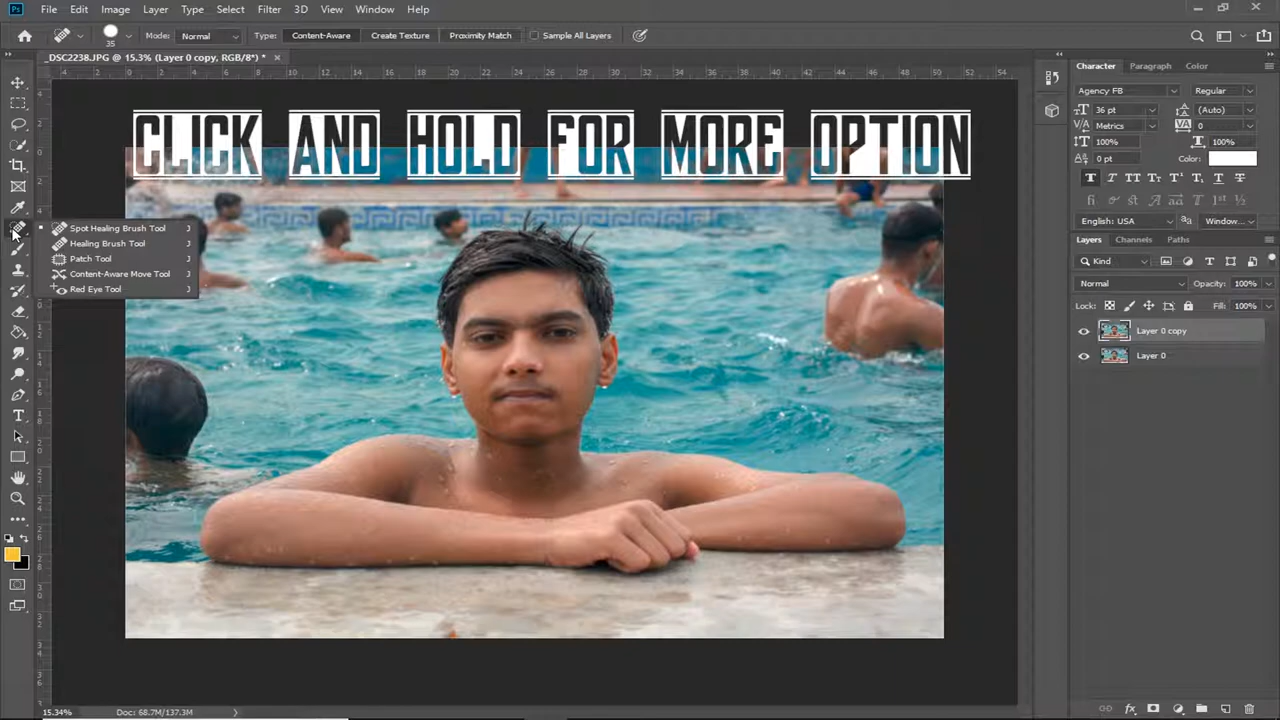 Ps File Edit Image Layer Type Select Filter 3D View Window Help
35 Mode: Normal Type: Content-Aware Create Texture Proximity Match Sample All Layers
_DSC2238.JPG @ 15.3% (Layer 0 copy, RGB/8*) *
CLICK AND HOLD FOR MORE OPTION
Spot Healing Brush Tool J
Healing Brush Tool J
Patch Tool J
Content-Aware Move Tool J
Red Eye Tool J
Character Paragraph Color
Agency FB Regular
36 pt (Auto)
Metrics 0
100% 100%
0 pt Color:
English: USA Window...
Layers Channels Paths
Kind
Normal Opacity: 100%
Lock: Fill: 100%
Layer 0 copy
Layer 0
15.34% Doc: 68.7M/137.3M